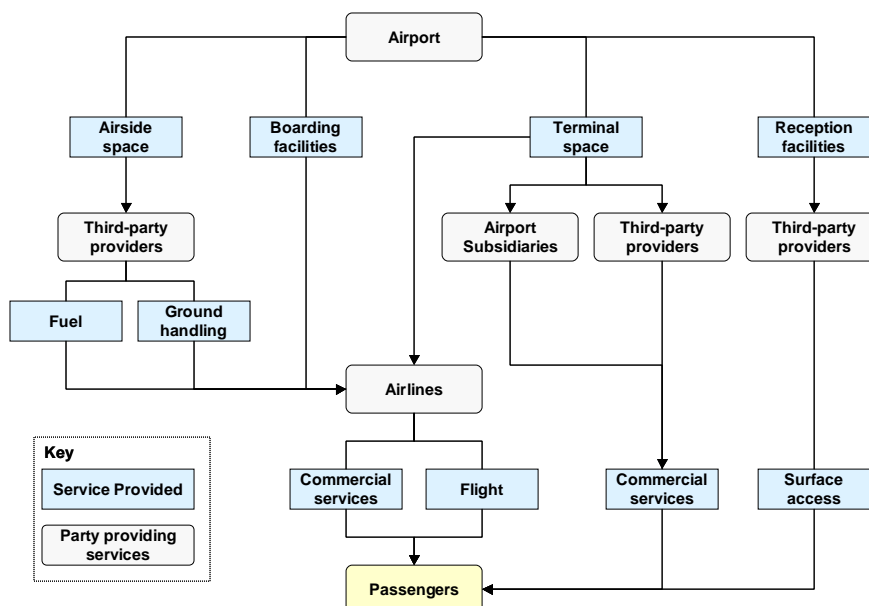 Airport
Airside
space
Boarding
facilities
Terminal
space
Reception
facilities
Third-party
providers
Airport
Subsidiaries
Third-party
providers
Third-party
providers
Fuel
Ground
handling
Airlines
Key
Service Provided
Party providing
services
Commercial
services
Flight
Commercial
services
Surface
access
Passengers